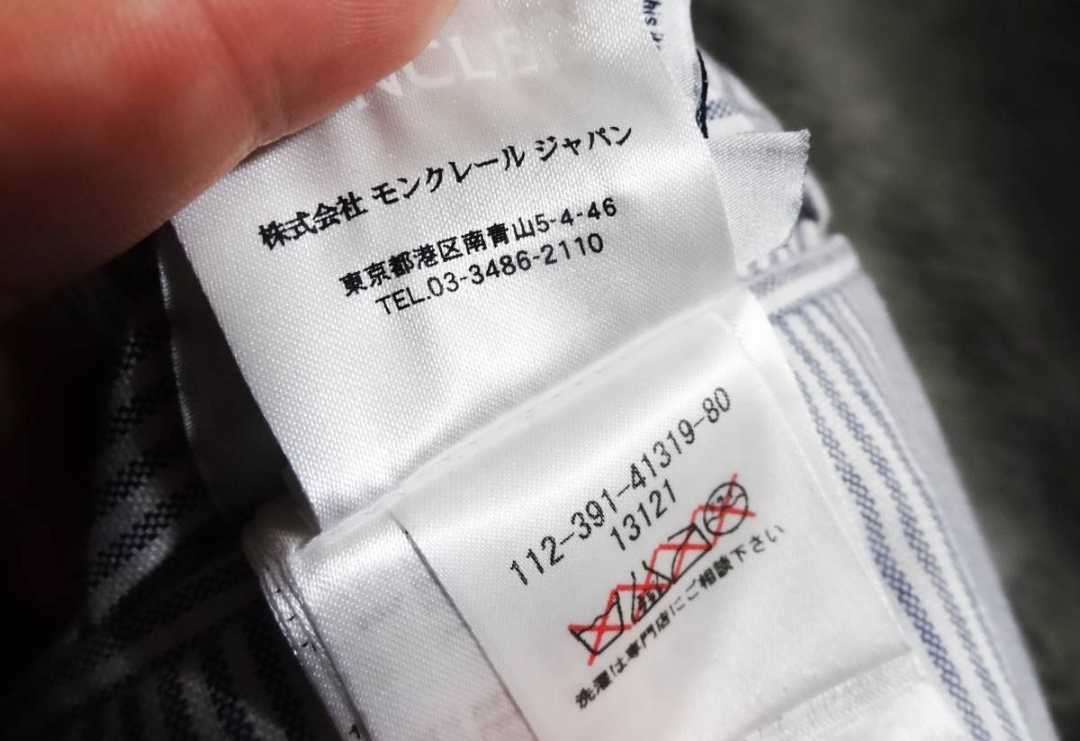 NCLE
株式会社 モンクレール ジャパン
東京都港区南青山5-4-46
TEL.03-3486-2110
112-391-41319-80
13121
洗濯は専門店にご相談下さい